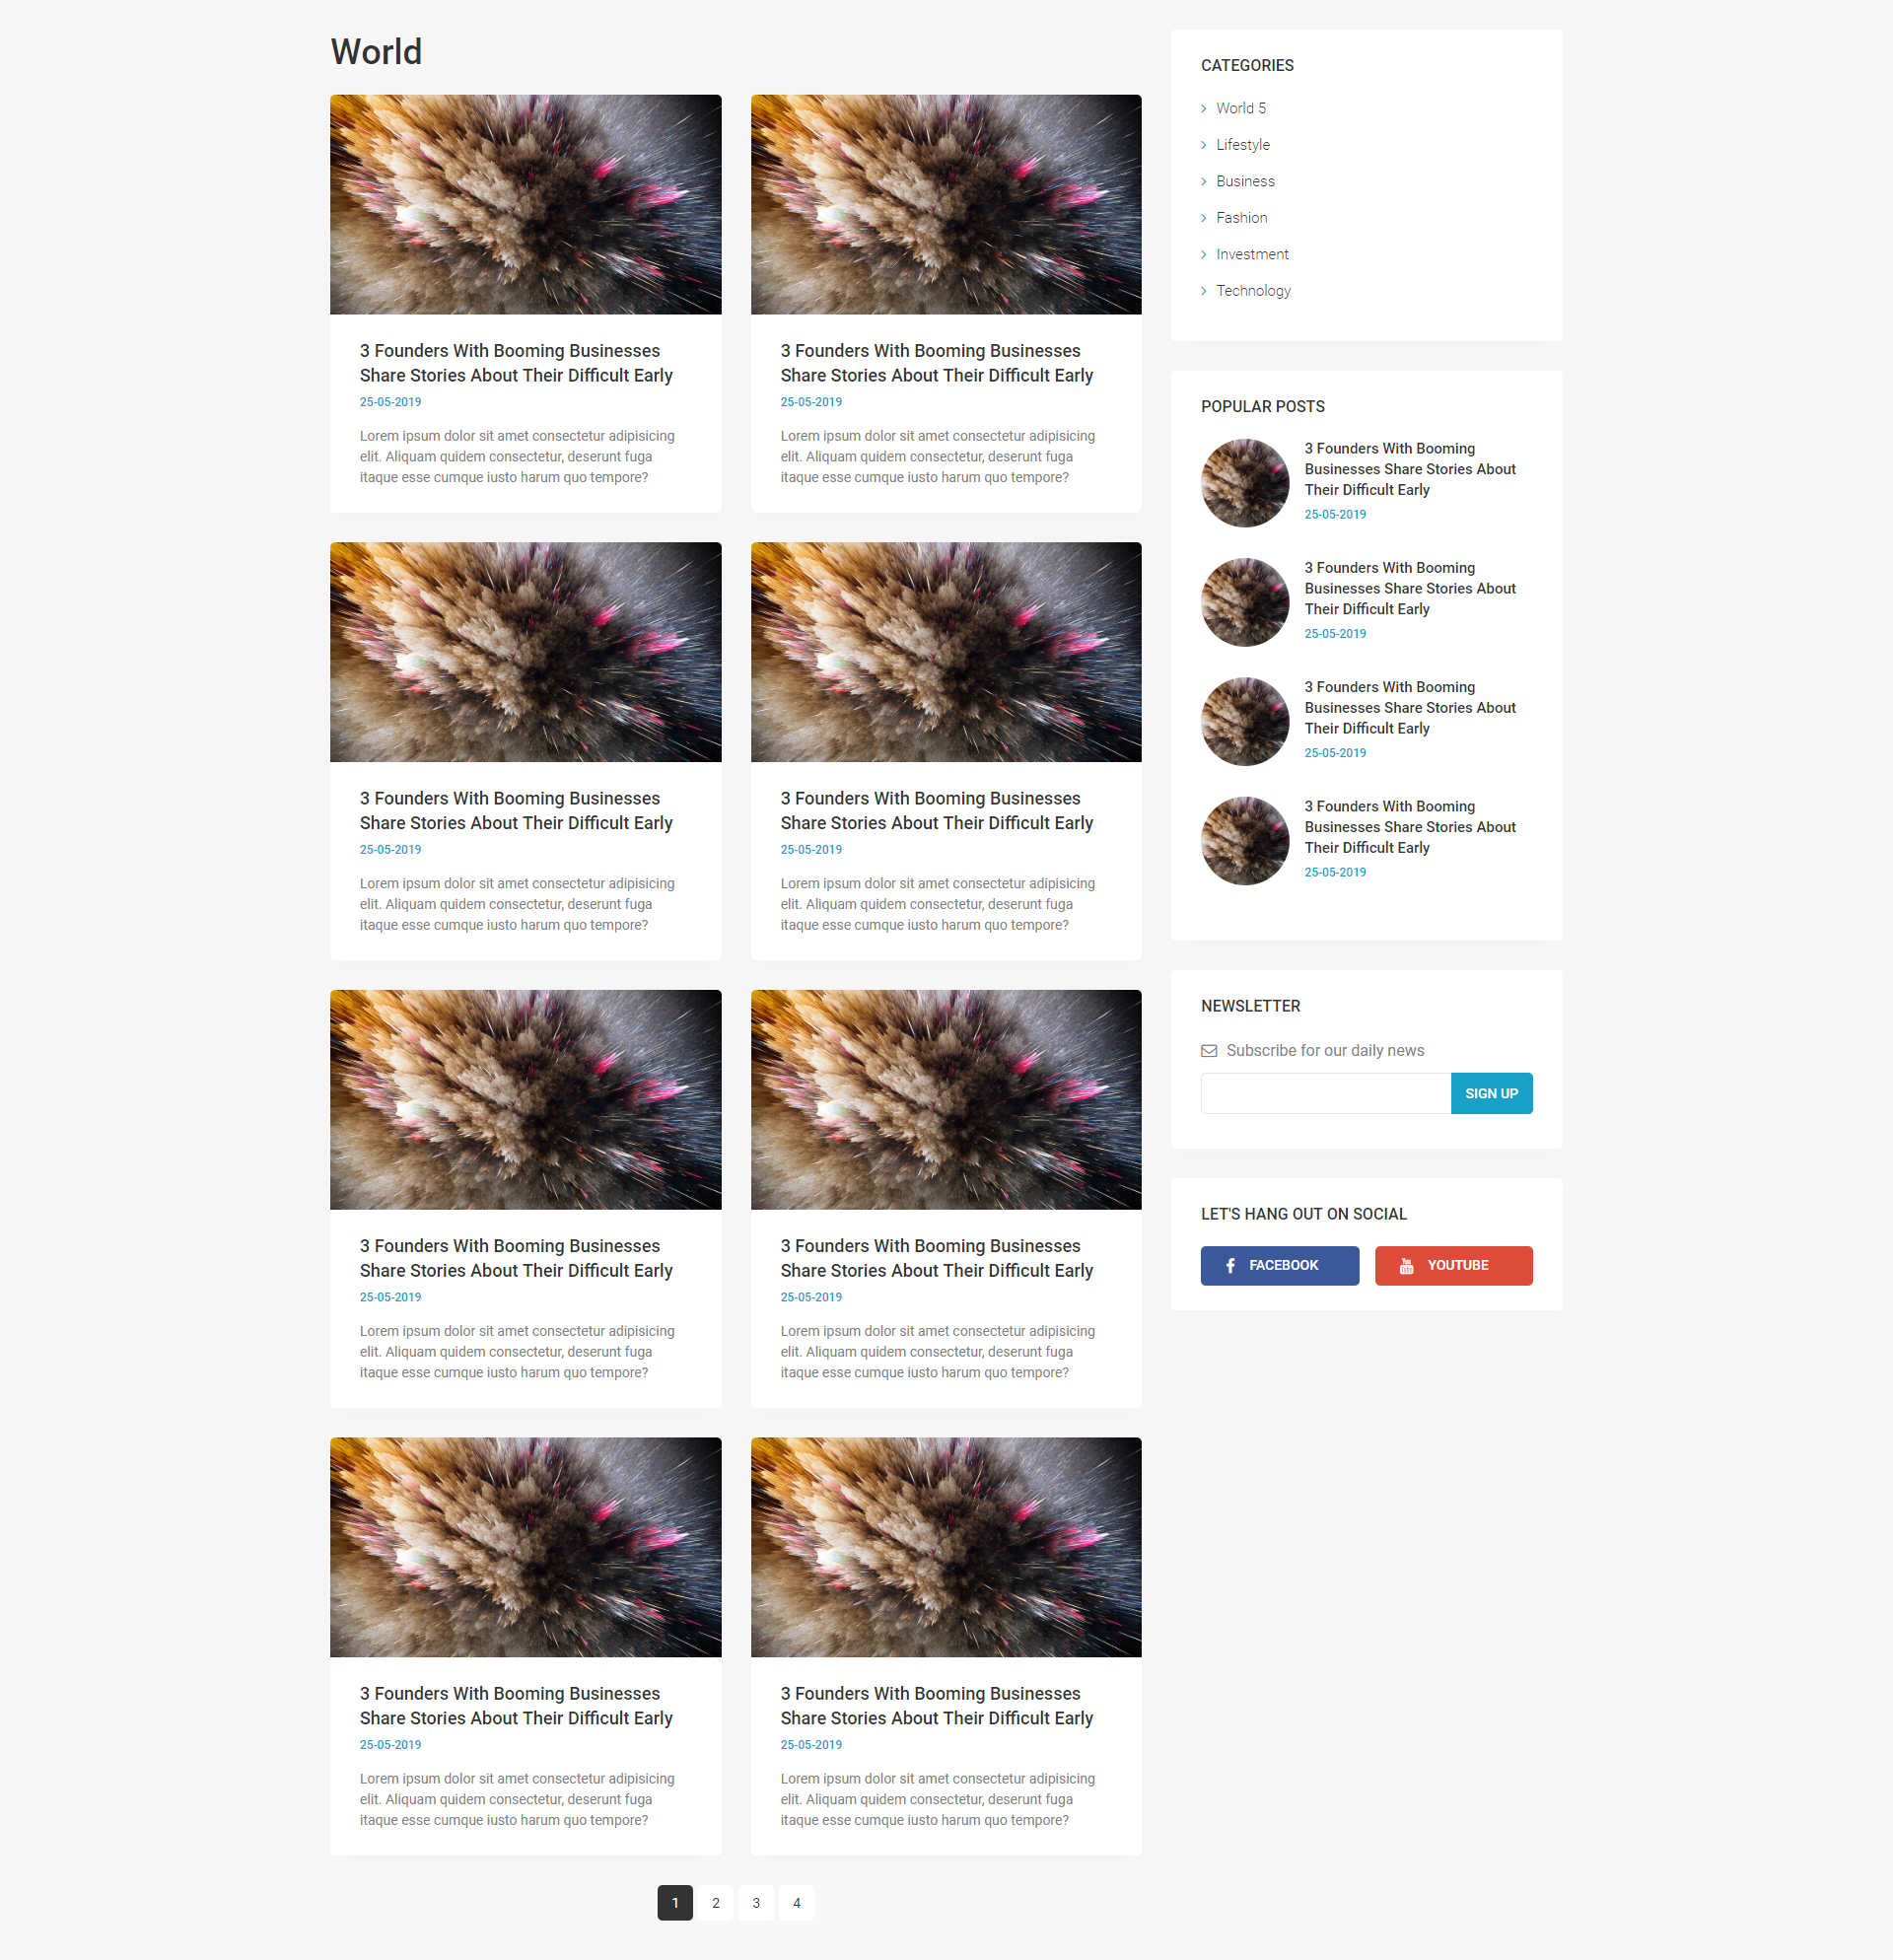 World
3 Founders With Booming Businesses
Share Stories About Their Difficult Early
25-05-2019
Lorem ipsum dolor sit amet consectetur adipisicing
elit. Aliquam quidem consectetur, deserunt fuga
itaque esse cumque iusto harum quo tempore?
3 Founders With Booming Businesses
Share Stories About Their Difficult Early
25-05-2019
Lorem ipsum dolor sit amet consectetur adipisicing
elit. Aliquam quidem consectetur, deserunt fuga
itaque esse cumque iusto harum quo tempore?
3 Founders With Booming Businesses
Share Stories About Their Difficult Early
25-05-2019
Lorem ipsum dolor sit amet consectetur adipisicing
elit. Aliquam quidem consectetur, deserunt fuga
itaque esse cumque iusto harum quo tempore?
3 Founders With Booming Businesses
Share Stories About Their Difficult Early
25-05-2019
Lorem ipsum dolor sit amet consectetur adipisicing
elit. Aliquam quidem consectetur, deserunt fuga
itaque esse cumque iusto harum quo tempore?
3 Founders With Booming Businesses
Share Stories About Their Difficult Early
25-05-2019
Lorem ipsum dolor sit amet consectetur adipisicing
elit. Aliquam quidem consectetur, deserunt fuga
itaque esse cumque iusto harum quo tempore?
3 Founders With Booming Businesses
Share Stories About Their Difficult Early
25-05-2019
Lorem ipsum dolor sit amet consectetur adipisicing
elit. Aliquam quidem consectetur, deserunt fuga
itaque esse cumque iusto harum quo tempore?
3 Founders With Booming Businesses
Share Stories About Their Difficult Early
25-05-2019
Lorem ipsum dolor sit amet consectetur adipisicing
elit. Aliquam quidem consectetur, deserunt fuga
itaque esse cumque iusto harum quo tempore?
3 Founders With Booming Businesses
Share Stories About Their Difficult Early
25-05-2019
Lorem ipsum dolor sit amet consectetur adipisicing
elit. Aliquam quidem consectetur, deserunt fuga
itaque esse cumque iusto harum quo tempore?
1 2 3 4
CATEGORIES
World 5
Lifestyle
Business
Fashion
Investment
Technology
POPULAR POSTS
3 Founders With Booming
Businesses Share Stories About
Their Difficult Early
25-05-2019
3 Founders With Booming
Businesses Share Stories About
Their Difficult Early
25-05-2019
3 Founders With Booming
Businesses Share Stories About
Their Difficult Early
25-05-2019
3 Founders With Booming
Businesses Share Stories About
Their Difficult Early
25-05-2019
NEWSLETTER
Subscribe for our daily news
SIGN UP
LET'S HANG OUT ON SOCIAL
FACEBOOK
YOUTUBE